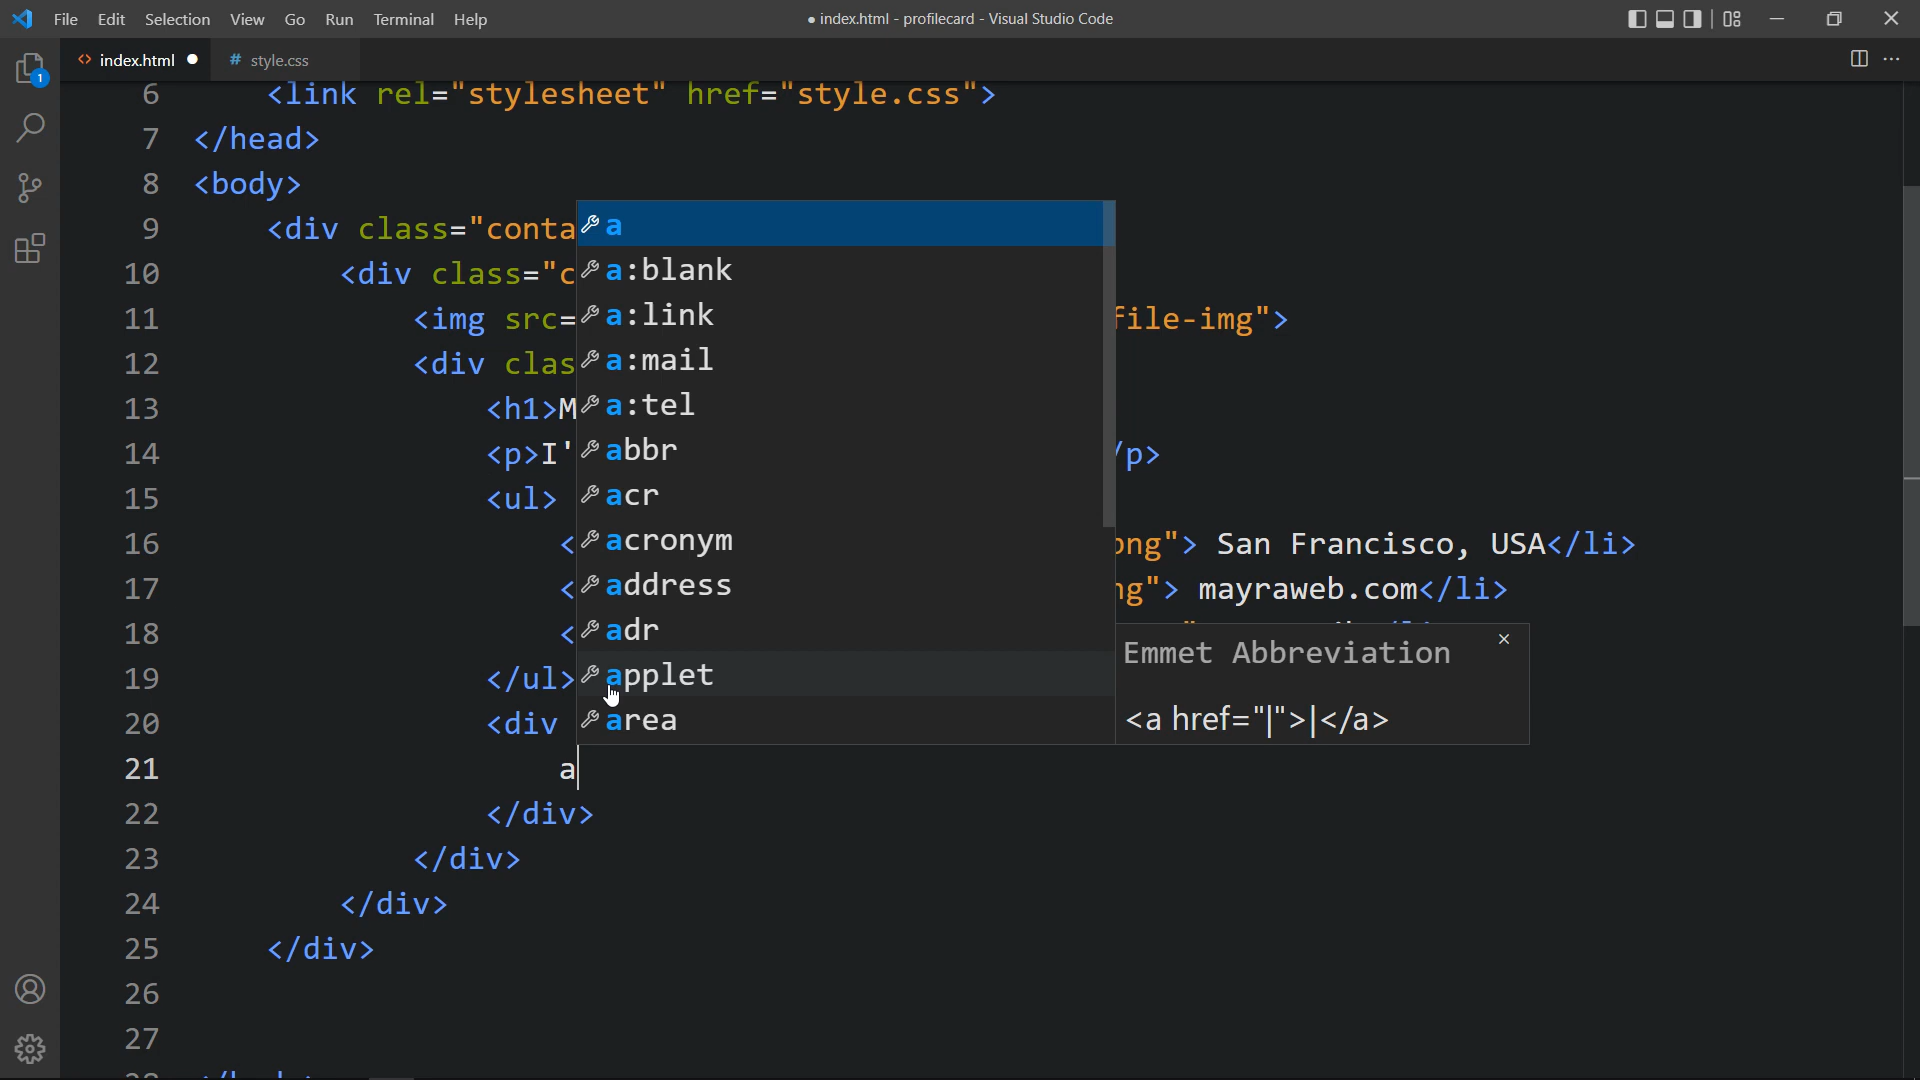 File Edit Selection View Go Run Terminal Help
● index.html - profilecard - Visual Studio Code
1
<> index.html ●
# style.css
6 <link rel="stylesheet" href="style.css">
7 </head>
8 <body>
9 <div class="conta
10 <div class="c
11 <img src= file-img">
12 <div clas
13 <h1>M
14 <p>I' /p>
15 <ul>
16 < png"> San Francisco, USA</li>
17 < ng"> mayraweb.com</li>
18 <
19 </ul>
20 <div
21 a
22 </div>
23 </div>
24 </div>
25 </div>
26
27
28
a
a:blank
a:link
a:mail
a:tel
abbr
acr
acronym
address
adr
applet
area
Emmet Abbreviation
<a href="|">|</a>